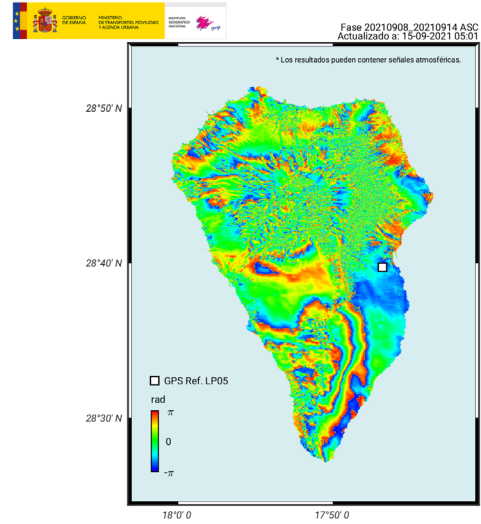 GOBIERNO
DE ESPAÑA
MINISTERIO
DE TRANSPORTES, MOVILIDAD
Y AGENDA URBANA
INSTITUTO
GEOGRÁFICO
NACIONAL
Fase 20210908_20210914 ASC
Actualizado a: 15-09-2021 05:01
* Los resultados pueden contener señales atmosféricas.
28°50' N
28°40' N
GPS Ref. LP05
rad
π
0
-π
28°30' N
18°0' 0
17°50' 0